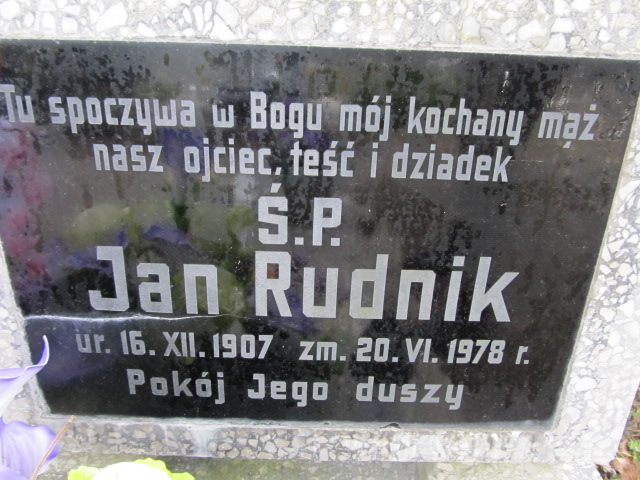 Tu spoczywa w Bogu mój kochany mąż
nasz ojciec, teść i dziadek
Ś.P.
Jan Rudnik
ur. 16. XII. 1907 zm. 20. VI. 1978 r.
Pokój Jego duszy